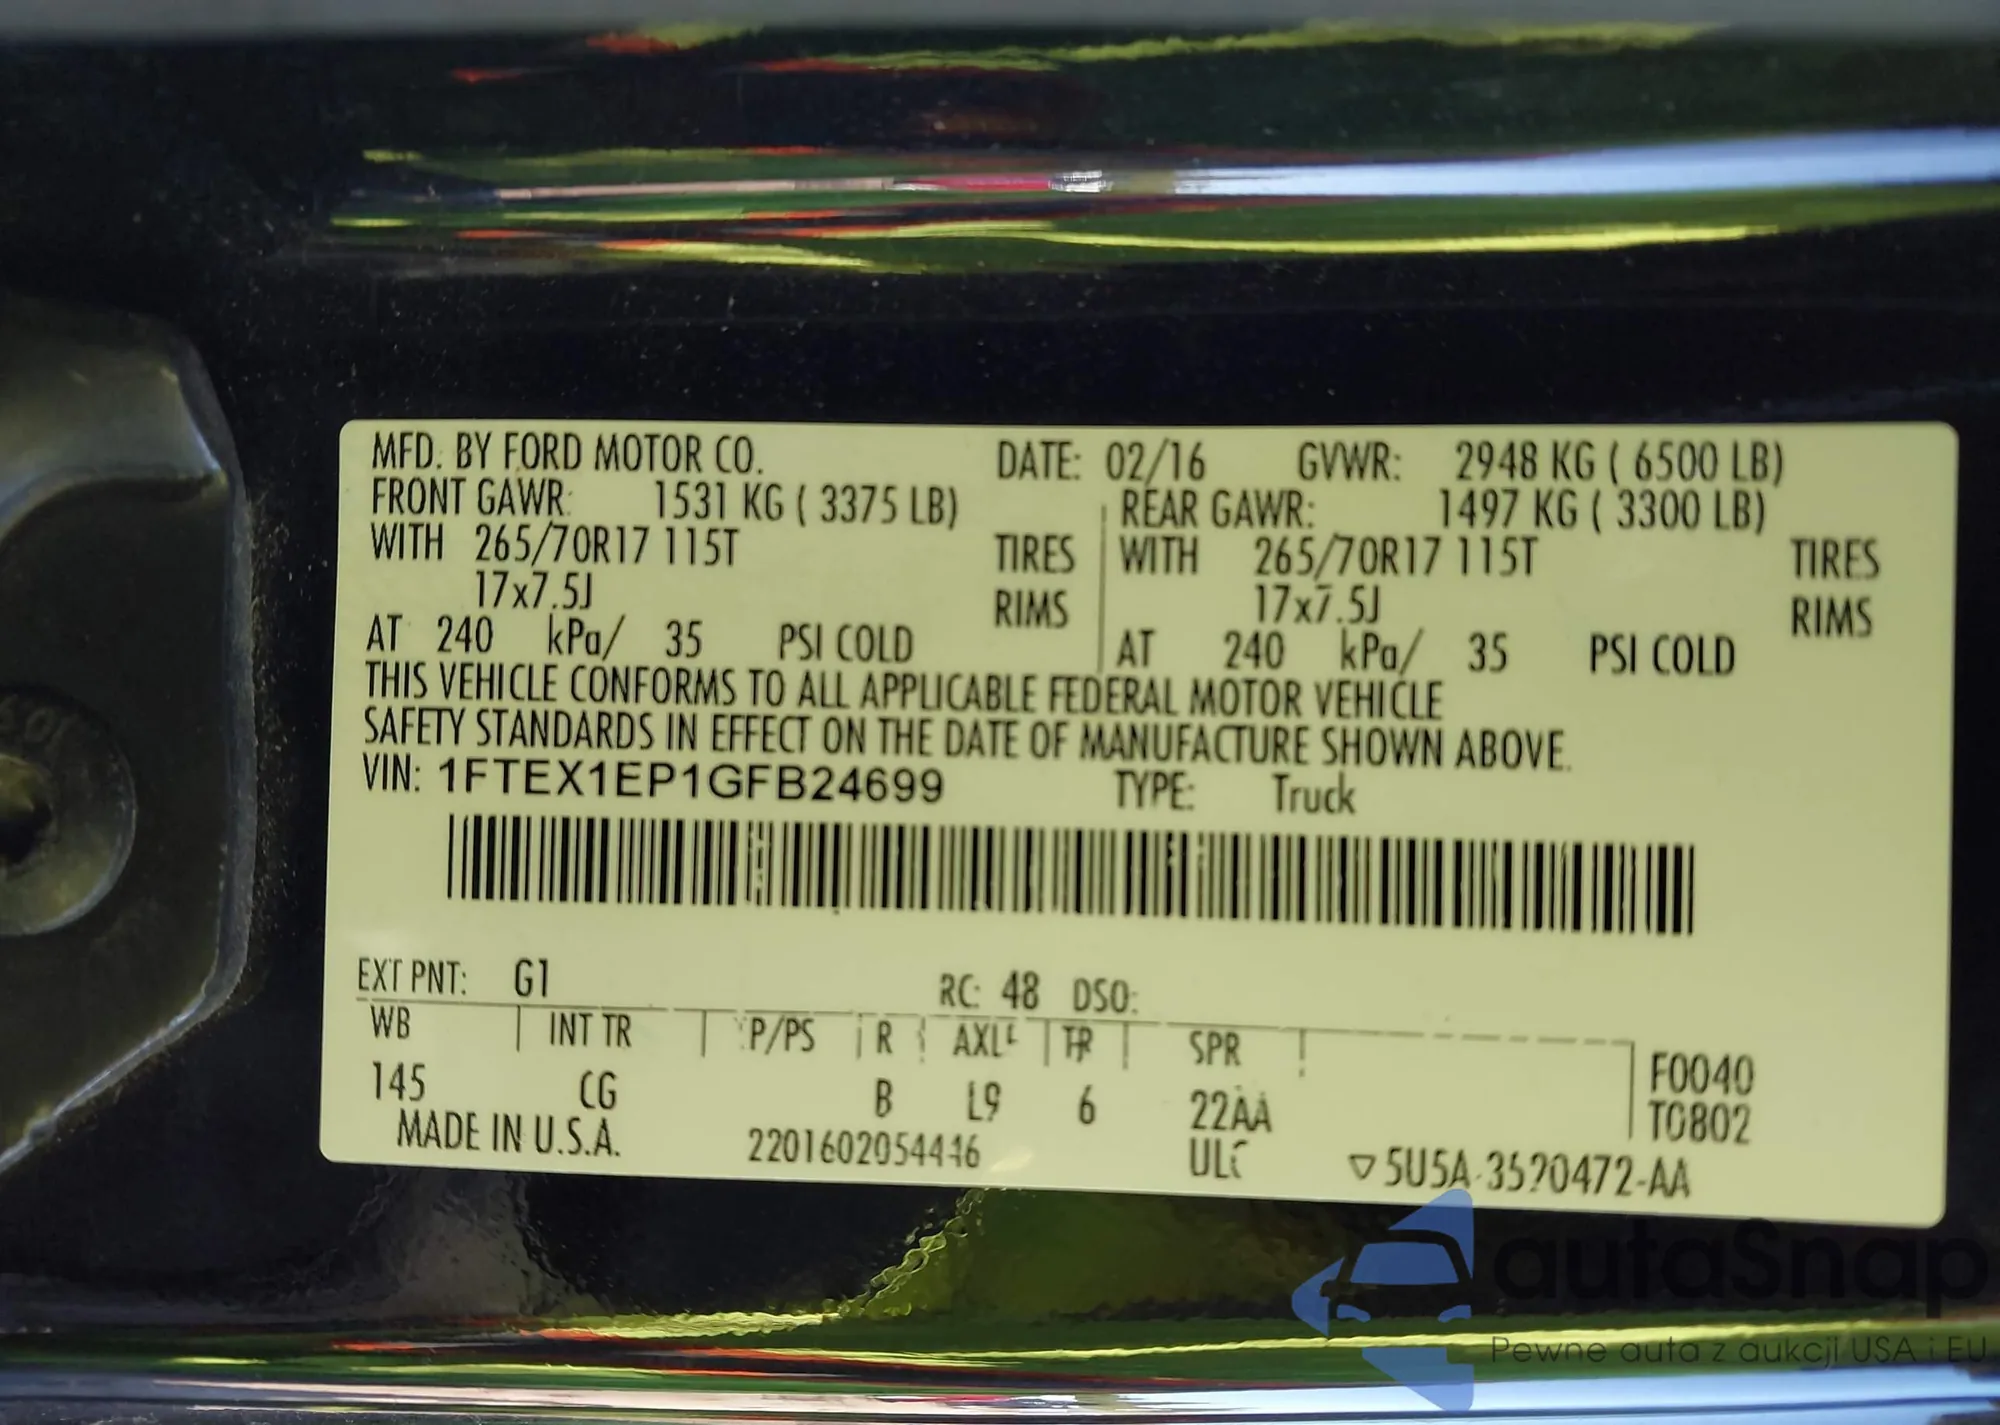 MFD. BY FORD MOTOR CO. DATE: 02/16 GVWR: 2948 KG ( 6500 LB)
FRONT GAWR: 1531 KG ( 3375 LB) REAR GAWR: 1497 KG ( 3300 LB)
WITH 265/70R17 115T TIRES WITH 265/70R17 115T TIRES
17x7.5J RIMS 17x7.5J RIMS
AT 240 kPa/ 35 PSI COLD AT 240 kPa/ 35 PSI COLD
THIS VEHICLE CONFORMS TO ALL APPLICABLE FEDERAL MOTOR VEHICLE
SAFETY STANDARDS IN EFFECT ON THE DATE OF MANUFACTURE SHOWN ABOVE.
VIN: 1FTEX1EP1GFB24699 TYPE: Truck
EXT PNT: G1 RC: 48 DSO:
WB INT TR P/PS R AXLE TR SPR
145 CG B L9 6 22AA F0040
T0802
MADE IN U.S.A. 2201602054446 ULC 5U5A-3520472-AA
autaSnap
Pewne auta z aukcji USA i EU